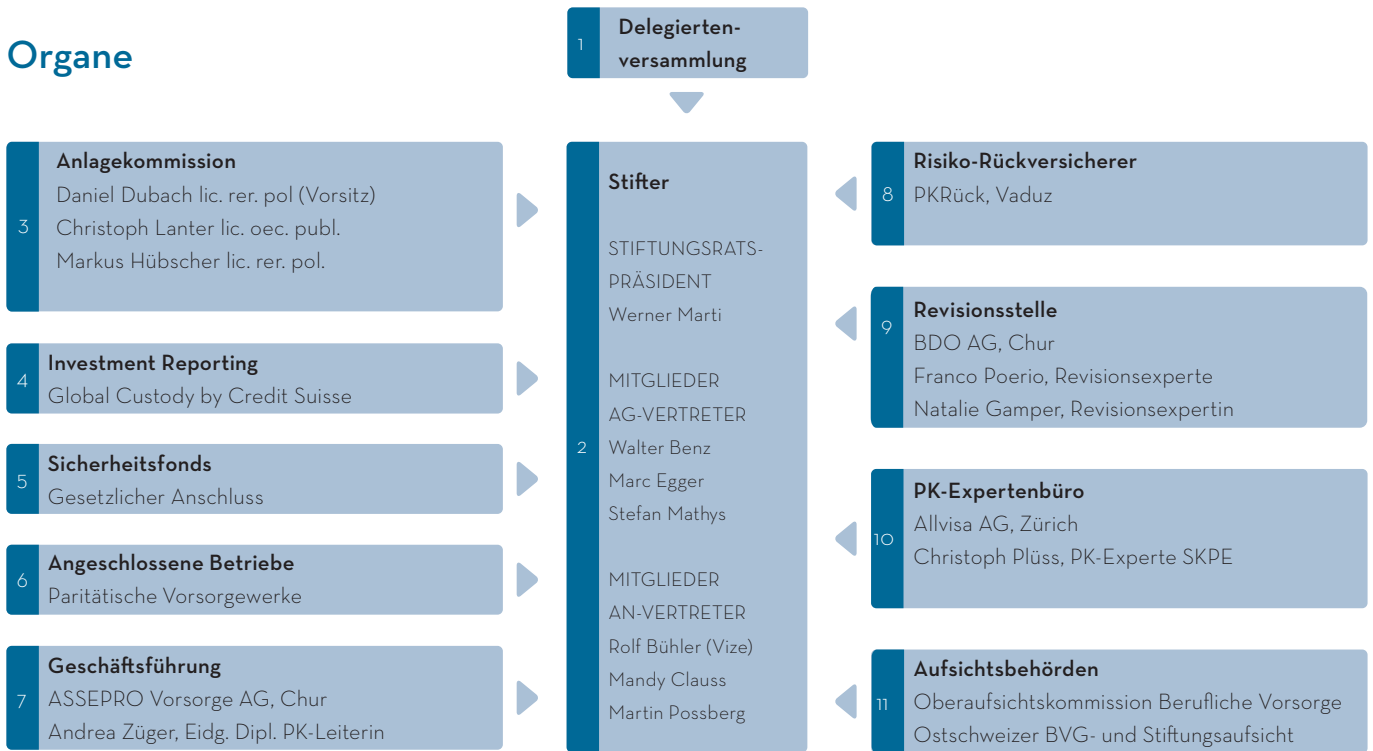 Organe
1
Delegierten-
versammlung
3
Anlagekommission
Daniel Dubach lic. rer. pol (Vorsitz)
Christoph Lanter lic. oec. publ.
Markus Hübscher lic. rer. pol.
4
Investment Reporting
Global Custody by Credit Suisse
5
Sicherheitsfonds
Gesetzlicher Anschluss
6
Angeschlossene Betriebe
Paritätische Vorsorgewerke
7
Geschäftsführung
ASSEPRO Vorsorge AG, Chur
Andrea Züger, Eidg. Dipl. PK-Leiterin
2
Stifter
STIFTUNGSRATS-
PRÄSIDENT
Werner Marti
MITGLIEDER
AG-VERTRETER
Walter Benz
Marc Egger
Stefan Mathys
MITGLIEDER
AN-VERTRETER
Rolf Bühler (Vize)
Mandy Clauss
Martin Possberg
8
Risiko-Rückversicherer
PKRück, Vaduz
9
Revisionsstelle
BDO AG, Chur
Franco Poerio, Revisionsexperte
Natalie Gamper, Revisionsexpertin
10
PK-Expertenbüro
Allvisa AG, Zürich
Christoph Plüss, PK-Experte SKPE
11
Aufsichtsbehörden
Oberaufsichtskommission Berufliche Vorsorge
Ostschweizer BVG- und Stiftungsaufsicht